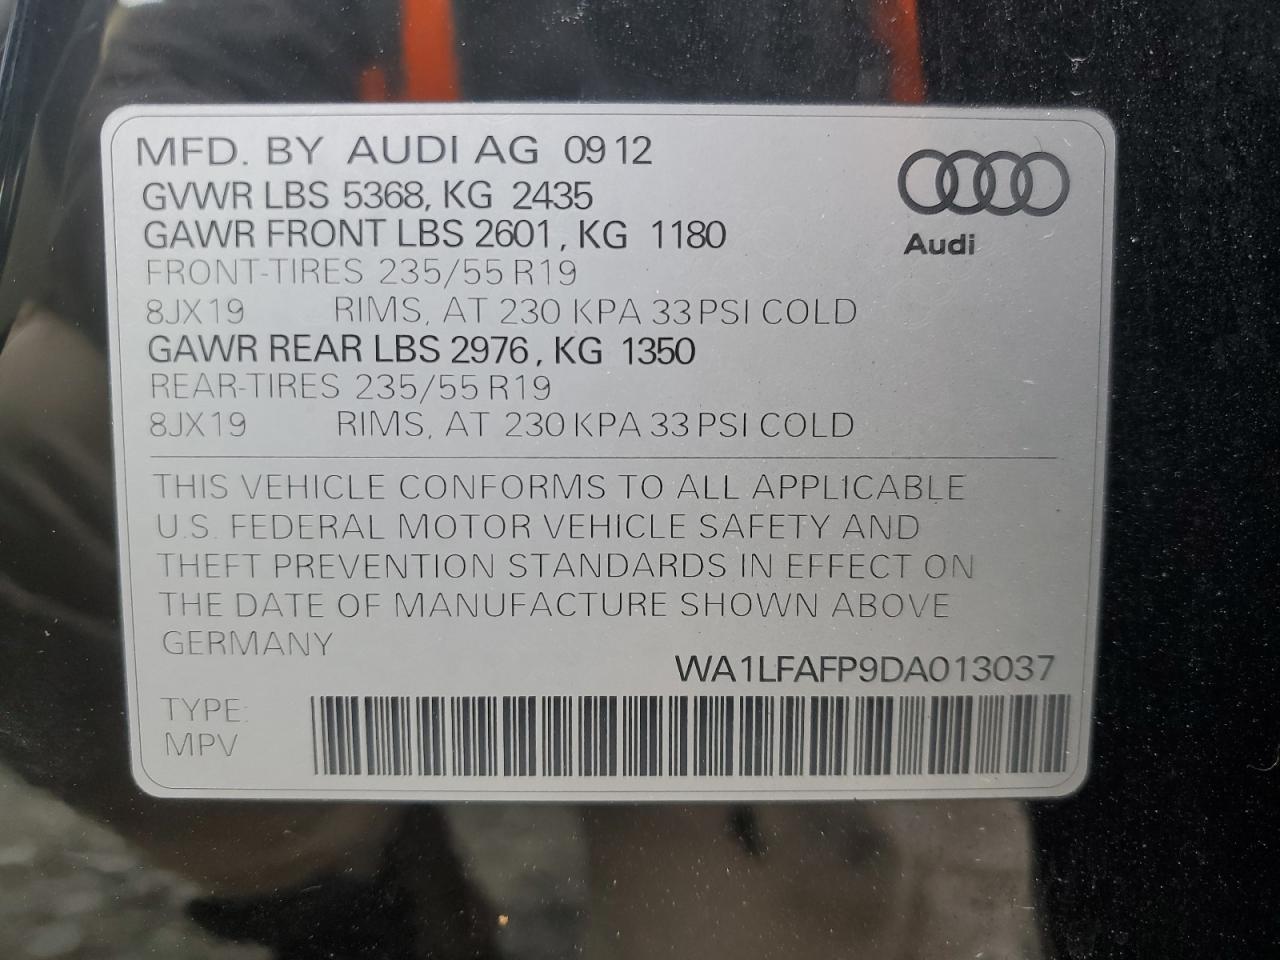 MFD. BY AUDI AG 09 12
GVWR LBS 5368, KG 2435
GAWR FRONT LBS 2601, KG 1180
FRONT-TIRES 235/55 R19
8JX19 RIMS, AT 230 KPA 33 PSI COLD
GAWR REAR LBS 2976, KG 1350
REAR-TIRES 235/55 R19
8JX19 RIMS, AT 230 KPA 33 PSI COLD
Audi
THIS VEHICLE CONFORMS TO ALL APPLICABLE
U.S. FEDERAL MOTOR VEHICLE SAFETY AND
THEFT PREVENTION STANDARDS IN EFFECT ON
THE DATE OF MANUFACTURE SHOWN ABOVE
GERMANY
WA1LFAFP9DA013037
TYPE:
MPV